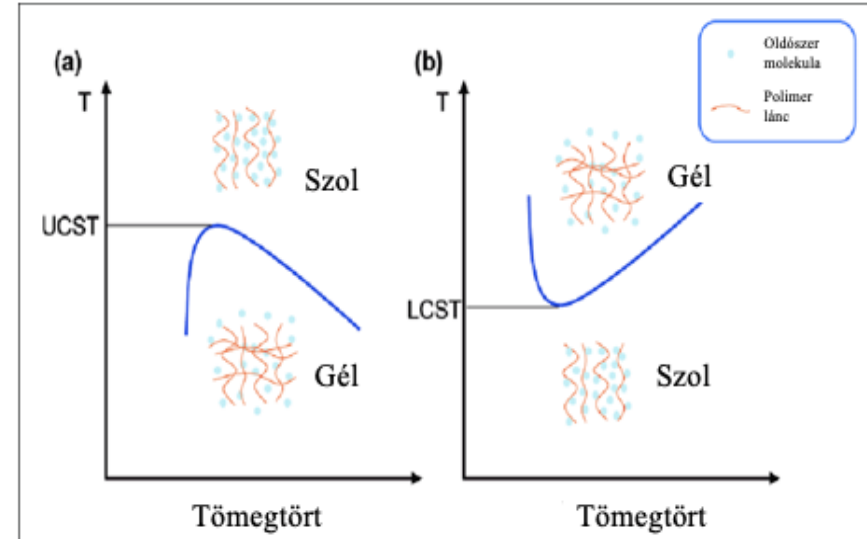 (a)
T
UCST
Szol
Gél
Tömegtört
(b)
T
LCST
Gél
Szol
Tömegtört
Oldószer
molekula
Polimer
lánc